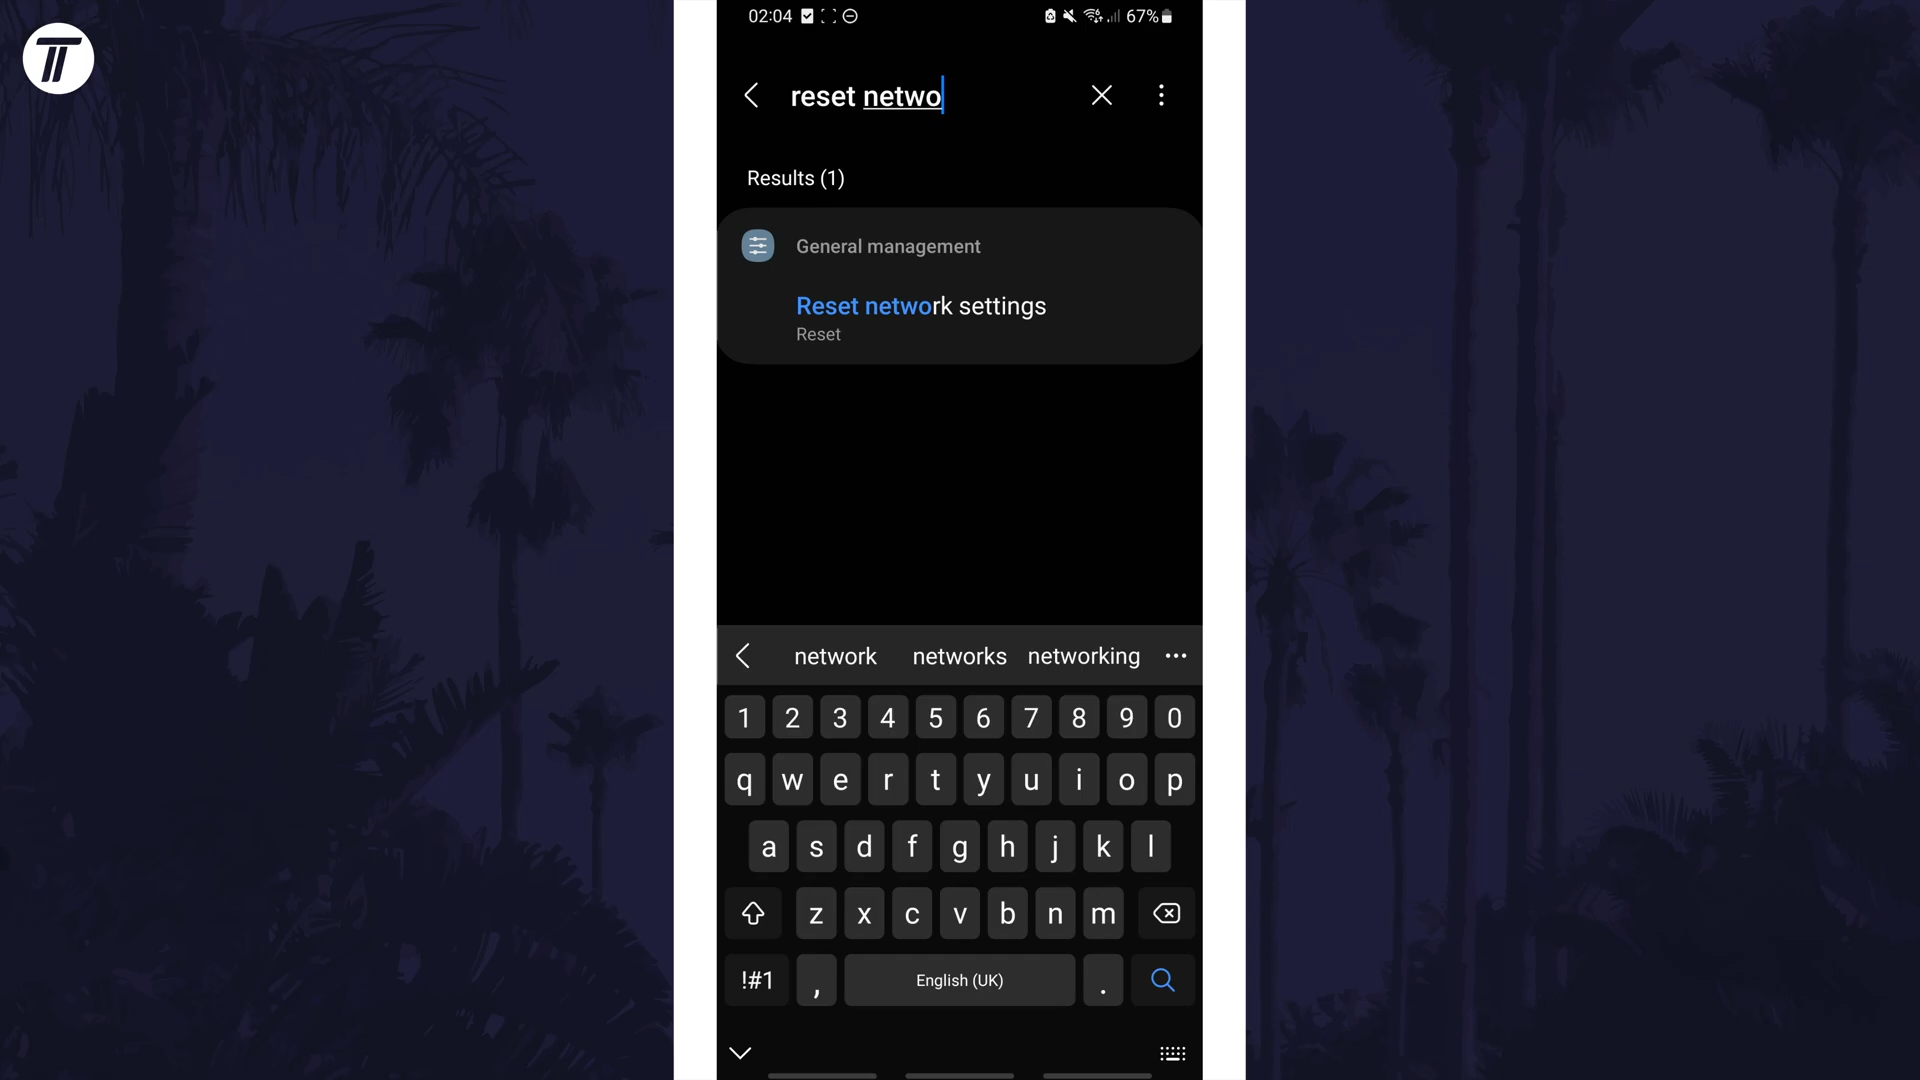 02:04 67%
reset netwo
Results (1)
General management
Reset network settings
Reset
network networks networking
1 2 3 4 5 6 7 8 9 0
q w e r t y u i o p
a s d f g h j k l
z x c v b n m
!#1 , English (UK) .